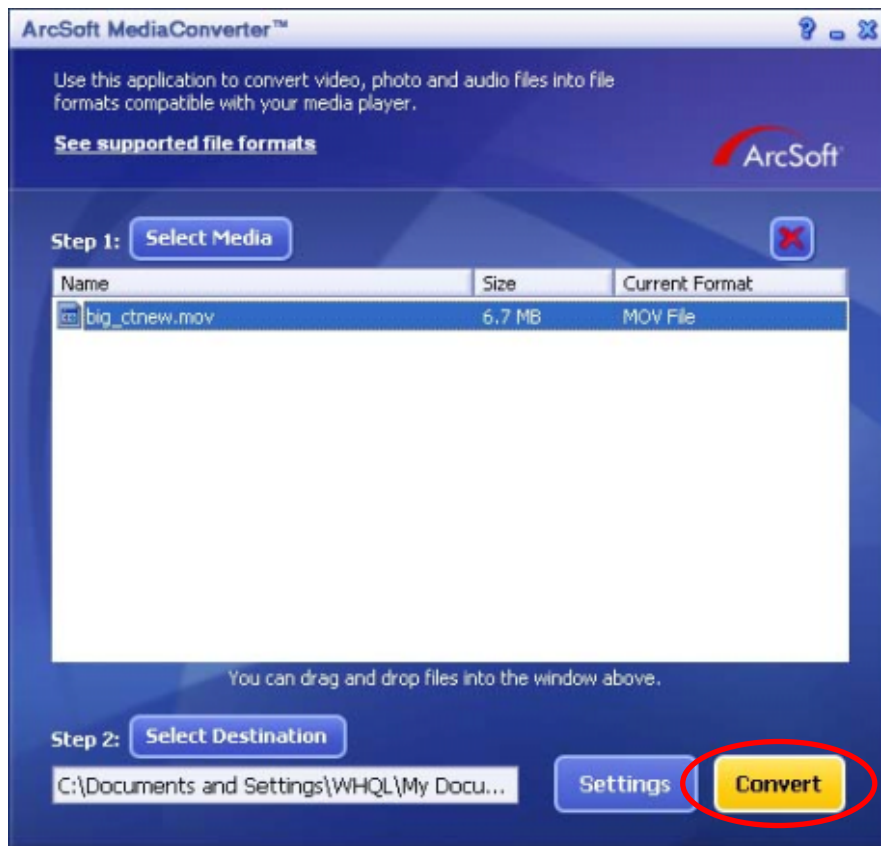 ArcSoft MediaConverter™
Use this application to convert video, photo and audio files into file
formats compatible with your media player.
See supported file formats
ArcSoft
Step 1: Select Media
Name Size Current Format
big_ctnew.mov 6.7 MB MOV File
You can drag and drop files into the window above.
Step 2: Select Destination
C:\Documents and Settings\WHQL\My Docu...
Settings Convert